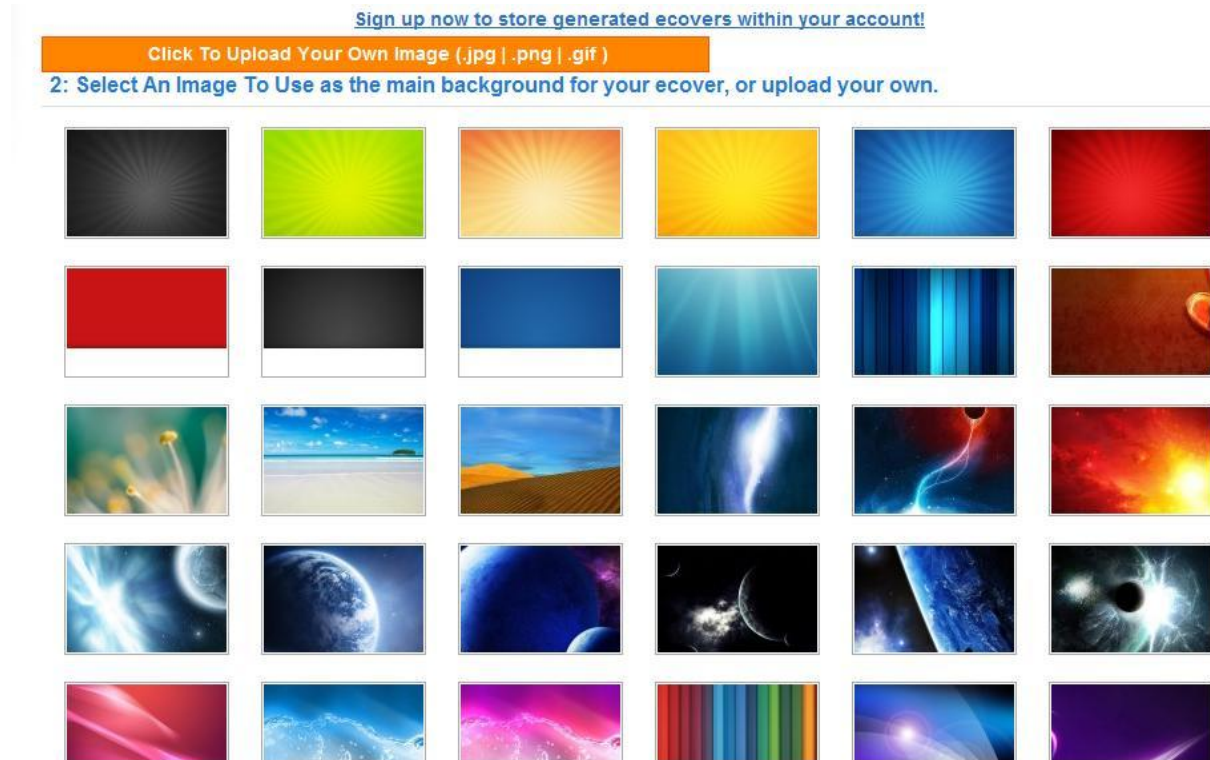 Sign up now to store generated ecovers within your account!
Click To Upload Your Own Image (.jpg | .png | .gif )
2: Select An Image To Use as the main background for your ecover, or upload your own.